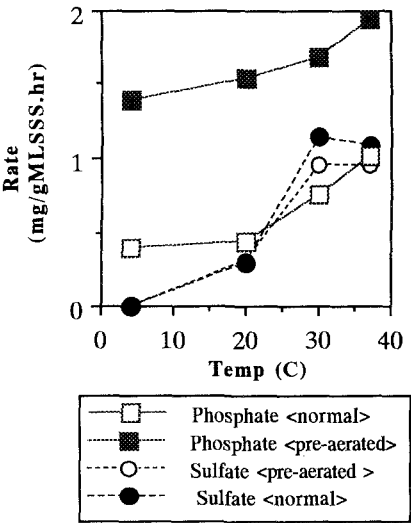 2
1
0
0 10 20 30 40
Rate
(mg/gMLSSS.hr)
Temp (C)
Phosphate <normal>
Phosphate <pre-aerated>
Sulfate <pre-aerated >
Sulfate <normal>